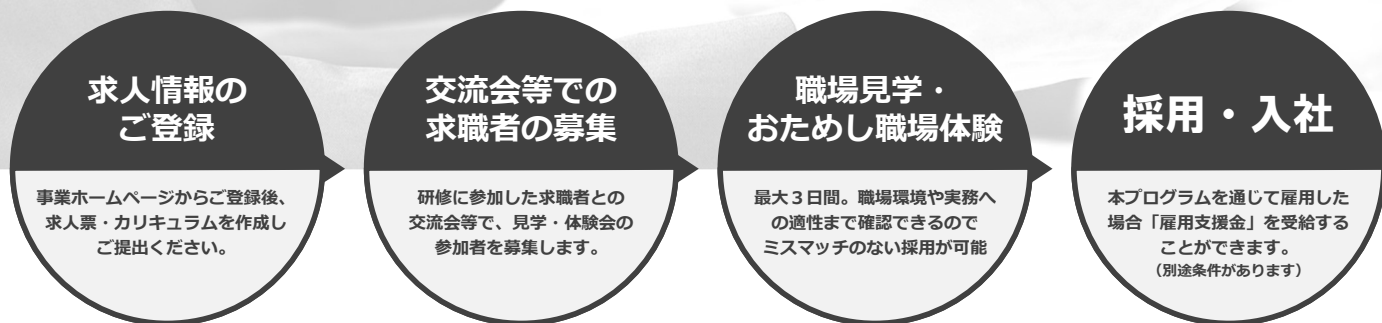 求人情報の
ご登録
事業ホームページからご登録後、
求人票・カリキュラムを作成し
ご提出ください。
交流会等での
求職者の募集
研修に参加した求職者との
交流会等で、見学・体験会の
参加者を募集します。
職場見学・
おためし職場体験
最大３日間。職場環境や実務へ
の適性まで確認できるので
ミスマッチのない採用が可能
採用・入社
本プログラムを通じて雇用した
場合「雇用支援金」を受給する
ことができます。
（別途条件があります）